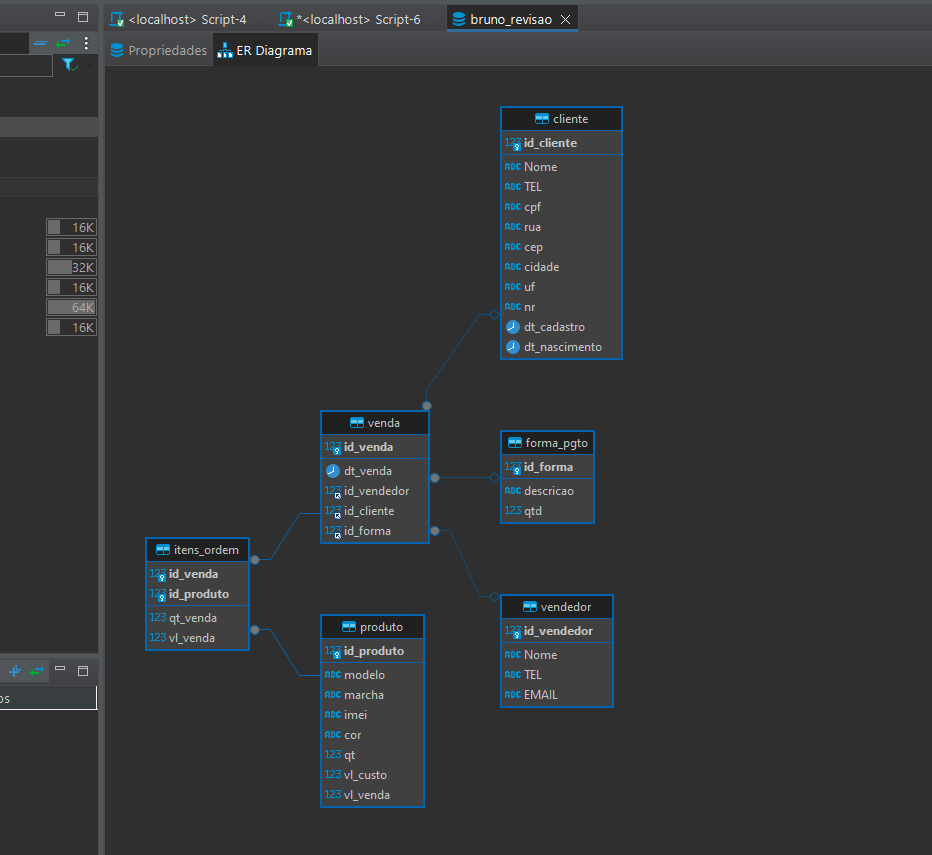 <localhost> Script-4
*<localhost> Script-6
bruno_revisao
Propriedades
ER Diagrama
16K
16K
32K
16K
64K
16K
os
cliente
123 id_cliente
ABC Nome
ABC TEL
ABC cpf
ABC rua
ABC cep
ABC cidade
ABC uf
ABC nr
dt_cadastro
dt_nascimento
venda
123 id_venda
dt_venda
123 id_vendedor
123 id_cliente
123 id_forma
forma_pgto
123 id_forma
ABC descricao
123 qtd
itens_ordem
123 id_venda
123 id_produto
123 qt_venda
123 vl_venda
produto
123 id_produto
ABC modelo
ABC marcha
ABC imei
ABC cor
123 qt
123 vl_custo
123 vl_venda
vendedor
123 id_vendedor
ABC Nome
ABC TEL
ABC EMAIL